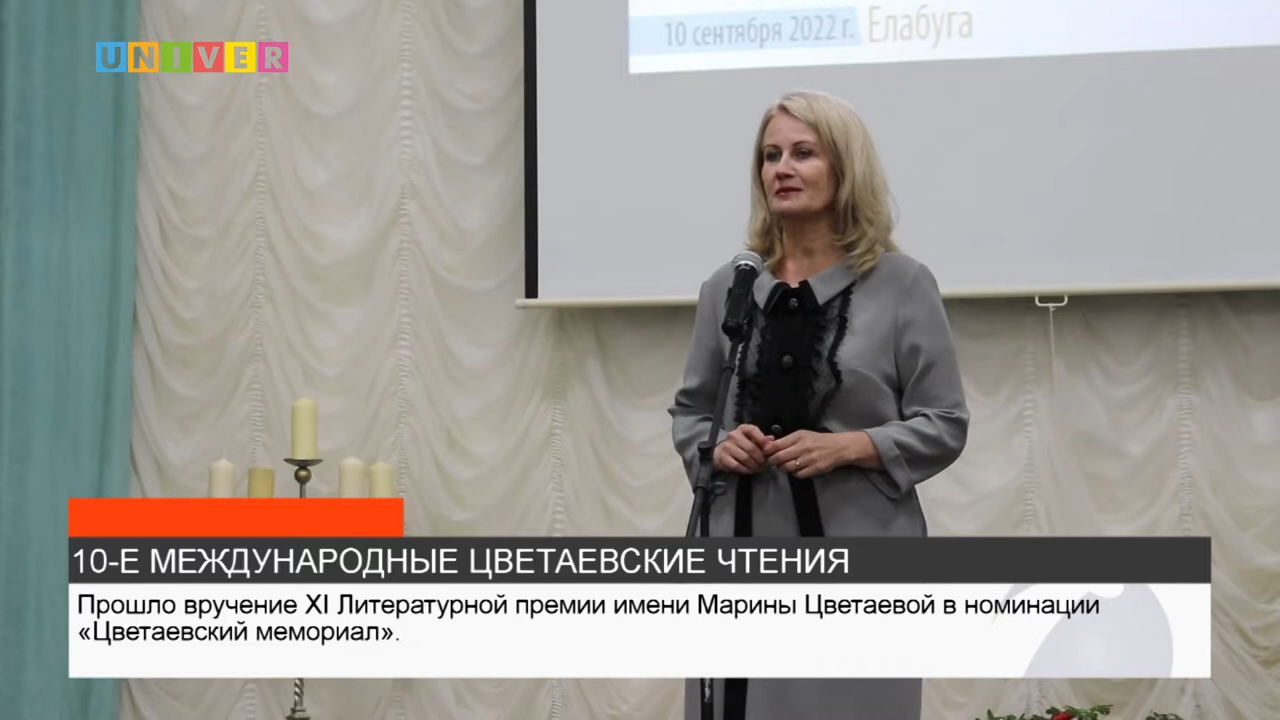 UNIVER
10 сентября 2022 г. Елабуга
10-Е МЕЖДУНАРОДНЫЕ ЦВЕТАЕВСКИЕ ЧТЕНИЯ
Прошло вручение XI Литературной премии имени Марины Цветаевой в номинации
«Цветаевский мемориал».